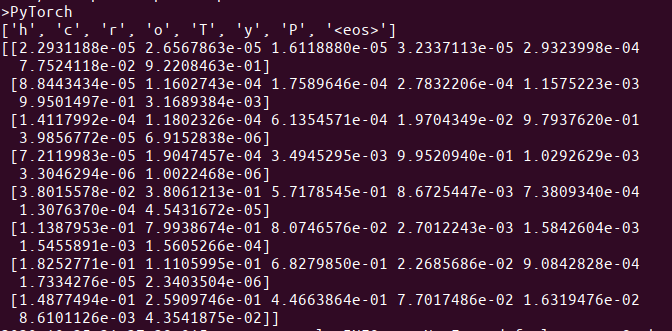 >PyTorch
['h', 'c', 'r', 'o', 'T', 'y', 'P', '<eos>']
[[2.2931188e-05 2.6567863e-05 1.6118880e-05 3.2337113e-05 2.9323998e-04
7.7524118e-02 9.2208463e-01]
[8.8443434e-05 1.1602743e-04 1.7589646e-04 2.7832206e-04 1.1575223e-03
9.9501497e-01 3.1689384e-03]
[1.4117992e-04 1.1802326e-04 6.1354571e-04 1.9704349e-02 9.7937620e-01
3.9856772e-05 6.9152838e-06]
[7.2119983e-05 1.9047457e-04 3.4945295e-03 9.9520940e-01 1.0292629e-03
3.3046294e-06 1.0022468e-06]
[3.8015578e-02 3.8061213e-01 5.7178545e-01 8.6725447e-03 7.3809340e-04
1.3076370e-04 4.5431672e-05]
[1.1387953e-01 7.9938674e-01 8.0746576e-02 2.7012243e-03 1.5842604e-03
1.5455891e-03 1.5605266e-04]
[1.8252771e-01 1.1105995e-01 6.8279850e-01 2.2685686e-02 9.0842828e-04
1.7334276e-05 2.3403504e-06]
[1.4877494e-01 2.5909746e-01 4.4663864e-01 7.7017486e-02 1.6319476e-02
8.6101126e-03 4.3541875e-02]]